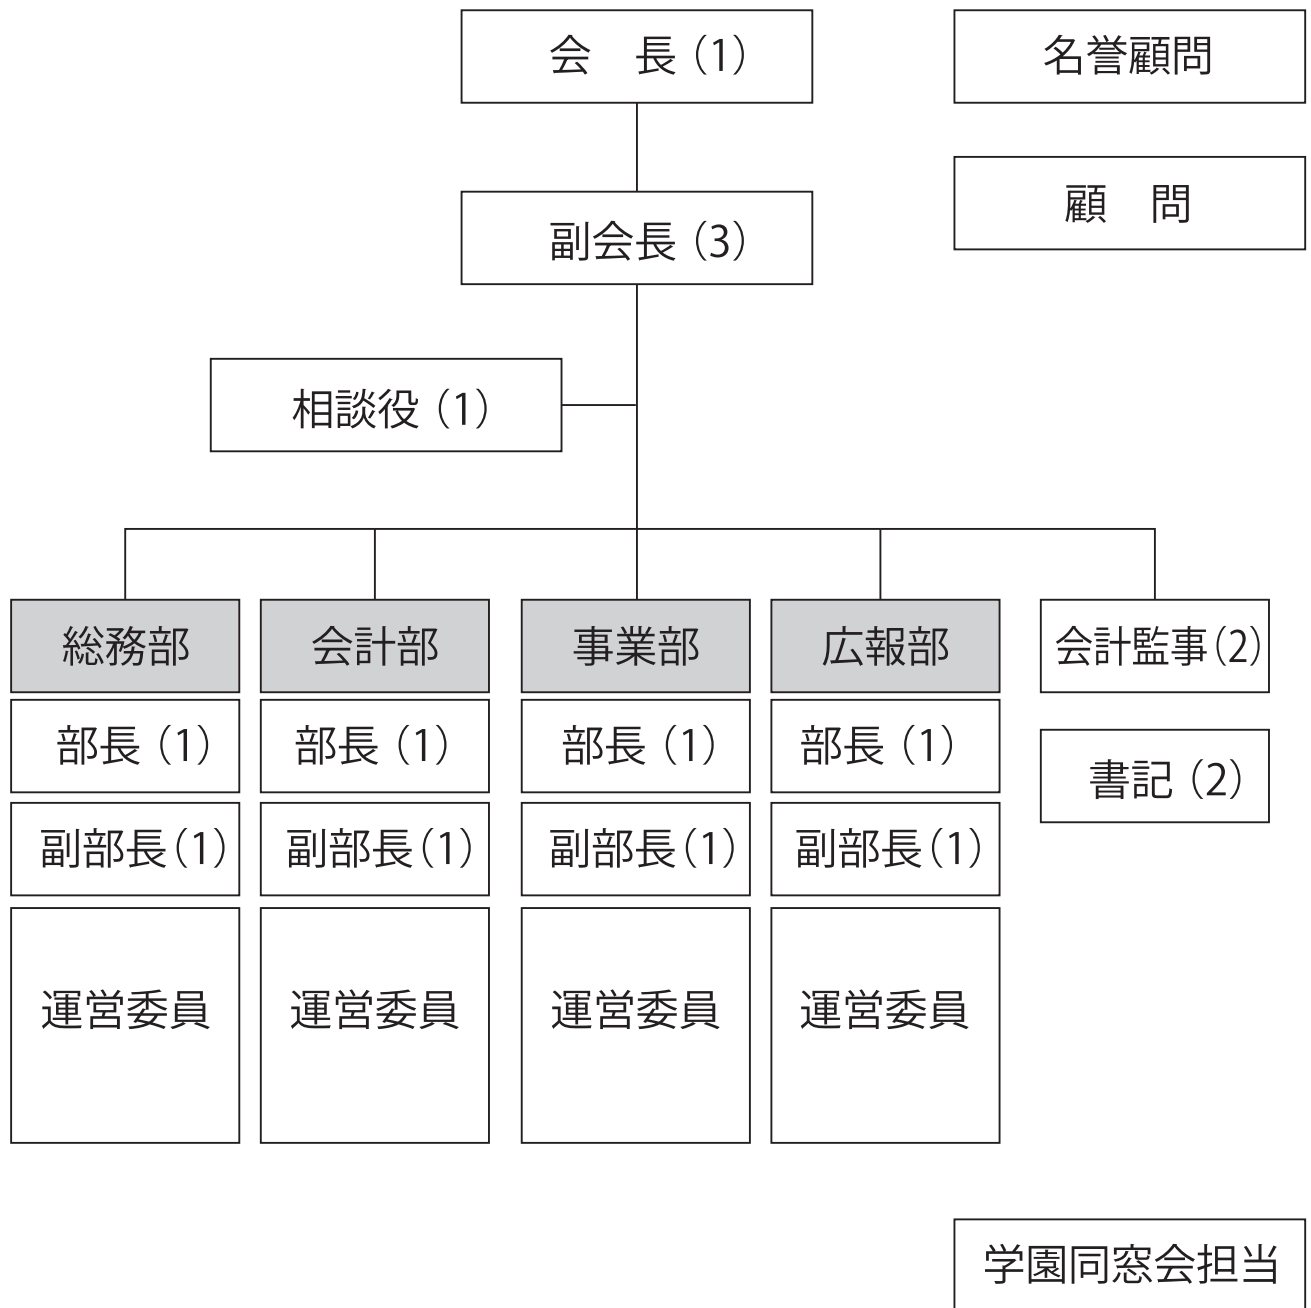 会　長（1）
名誉顧問
顧　問
副会長（3）
相談役（1）
総務部
会計部
事業部
広報部
会計監事（2）
部長（1）
部長（1）
部長（1）
部長（1）
書記（2）
副部長（1）
副部長（1）
副部長（1）
副部長（1）
運営委員
運営委員
運営委員
運営委員
学園同窓会担当